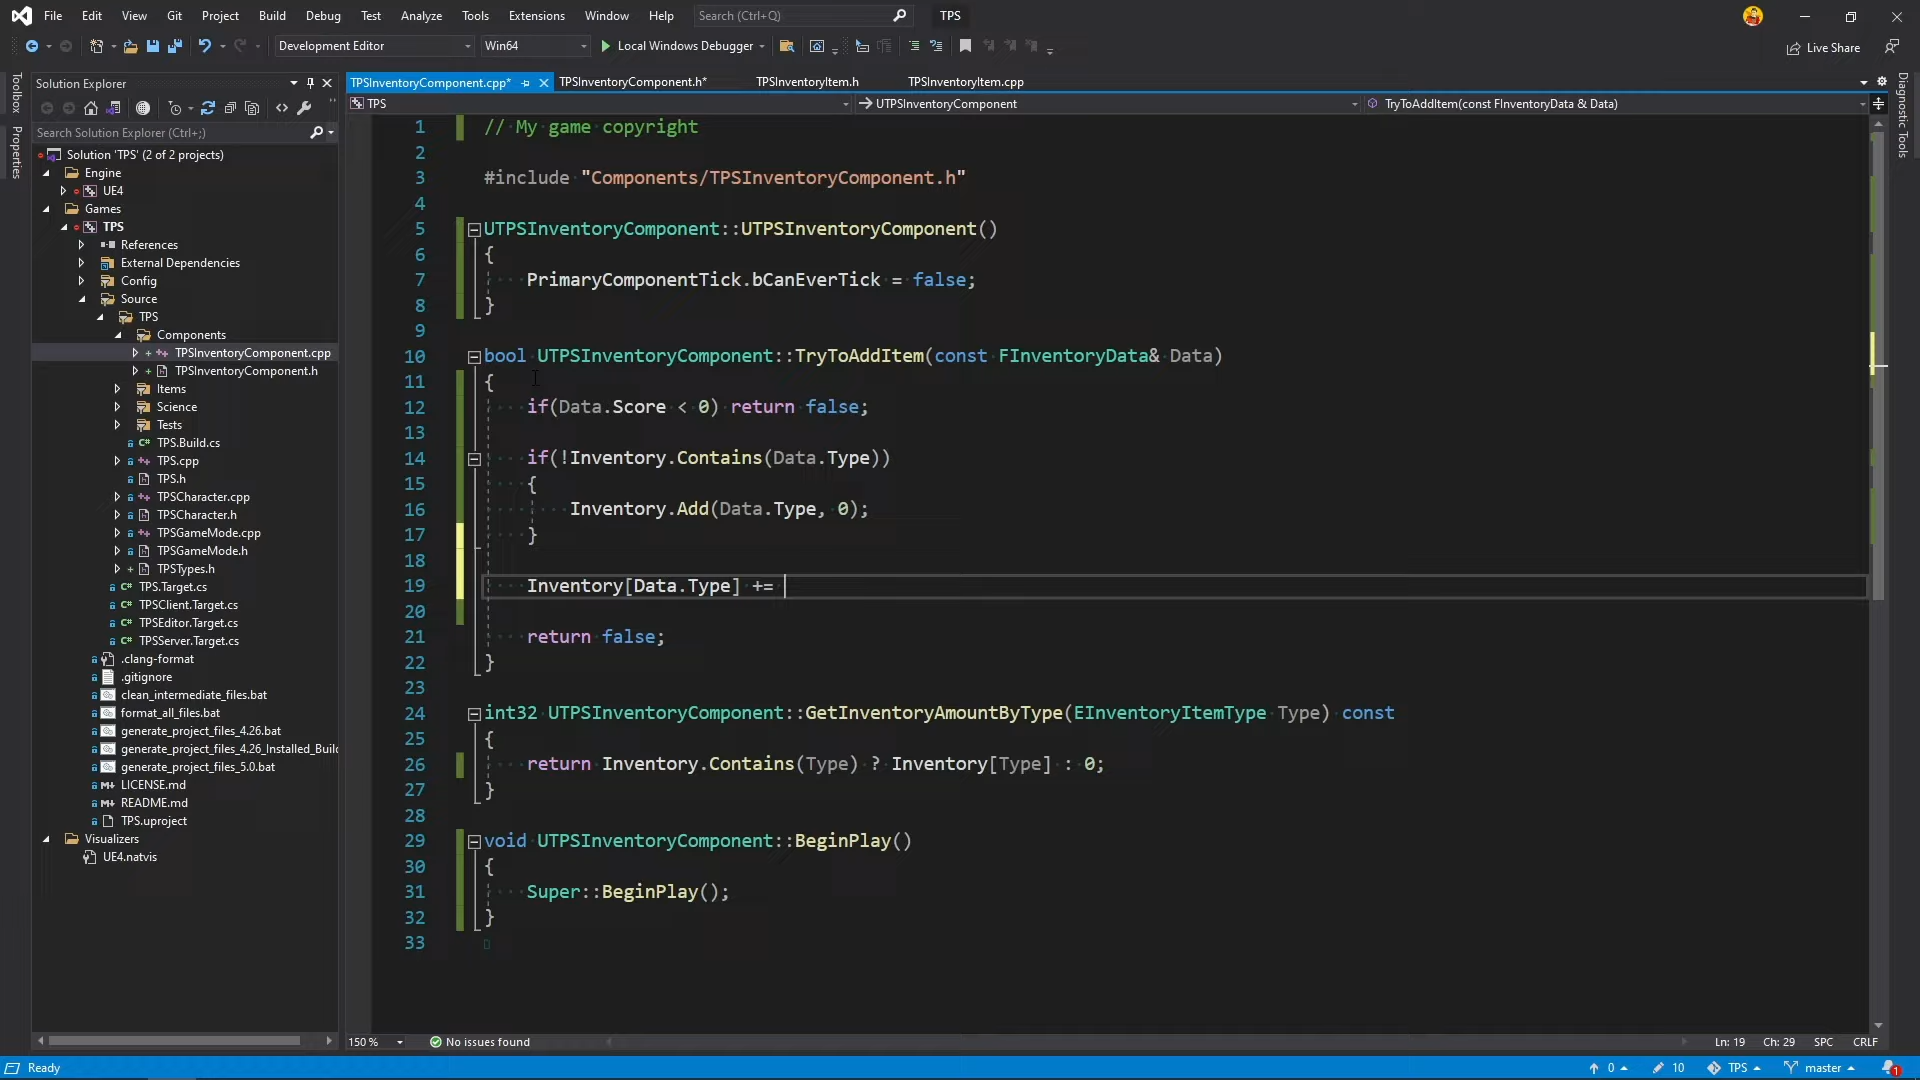 File Edit View Git Project Build Debug Test Analyze Tools Extensions Window Help Search (Ctrl+Q) TPS
Development Editor Win64 Local Windows Debugger Live Share
Toolbox
Properties
Solution Explorer
Search Solution Explorer (Ctrl+;)
Solution 'TPS' (2 of 2 projects)
Engine
UE4
Games
TPS
References
External Dependencies
Config
Source
TPS
Components
TPSInventoryComponent.cpp
TPSInventoryComponent.h
Items
Science
Tests
TPS.Build.cs
TPS.cpp
TPS.h
TPSCharacter.cpp
TPSCharacter.h
TPSGameMode.cpp
TPSGameMode.h
TPSTypes.h
TPS.Target.cs
TPSClient.Target.cs
TPSEditor.Target.cs
TPSServer.Target.cs
.clang-format
.gitignore
clean_intermediate_files.bat
format_all_files.bat
generate_project_files_4.26.bat
generate_project_files_4.26_Installed_Build
generate_project_files_5.0.bat
LICENSE.md
README.md
TPS.uproject
Visualizers
UE4.natvis
TPSInventoryComponent.cpp* TPSInventoryComponent.h* TPSInventoryItem.h TPSInventoryItem.cpp
TPS UTPSInventoryComponent TryToAddItem(const FInventoryData & Data)
1 // My game copyright
2
3 #include "Components/TPSInventoryComponent.h"
4
5 UTPSInventoryComponent::UTPSInventoryComponent()
6 {
7 PrimaryComponentTick.bCanEverTick = false;
8 }
9
10 bool UTPSInventoryComponent::TryToAddItem(const FInventoryData& Data)
11 {
12 if(Data.Score < 0) return false;
13
14 if(!Inventory.Contains(Data.Type))
15 {
16 Inventory.Add(Data.Type, 0);
17 }
18
19 Inventory[Data.Type] +=
20
21 return false;
22 }
23
24 int32 UTPSInventoryComponent::GetInventoryAmountByType(EInventoryItemType Type) const
25 {
26 return Inventory.Contains(Type) ? Inventory[Type] : 0;
27 }
28
29 void UTPSInventoryComponent::BeginPlay()
30 {
31 Super::BeginPlay();
32 }
33
Diagnostic Tools
150 % No issues found Ln: 19 Ch: 29 SPC CRLF
Ready 0 10 TPS master 1